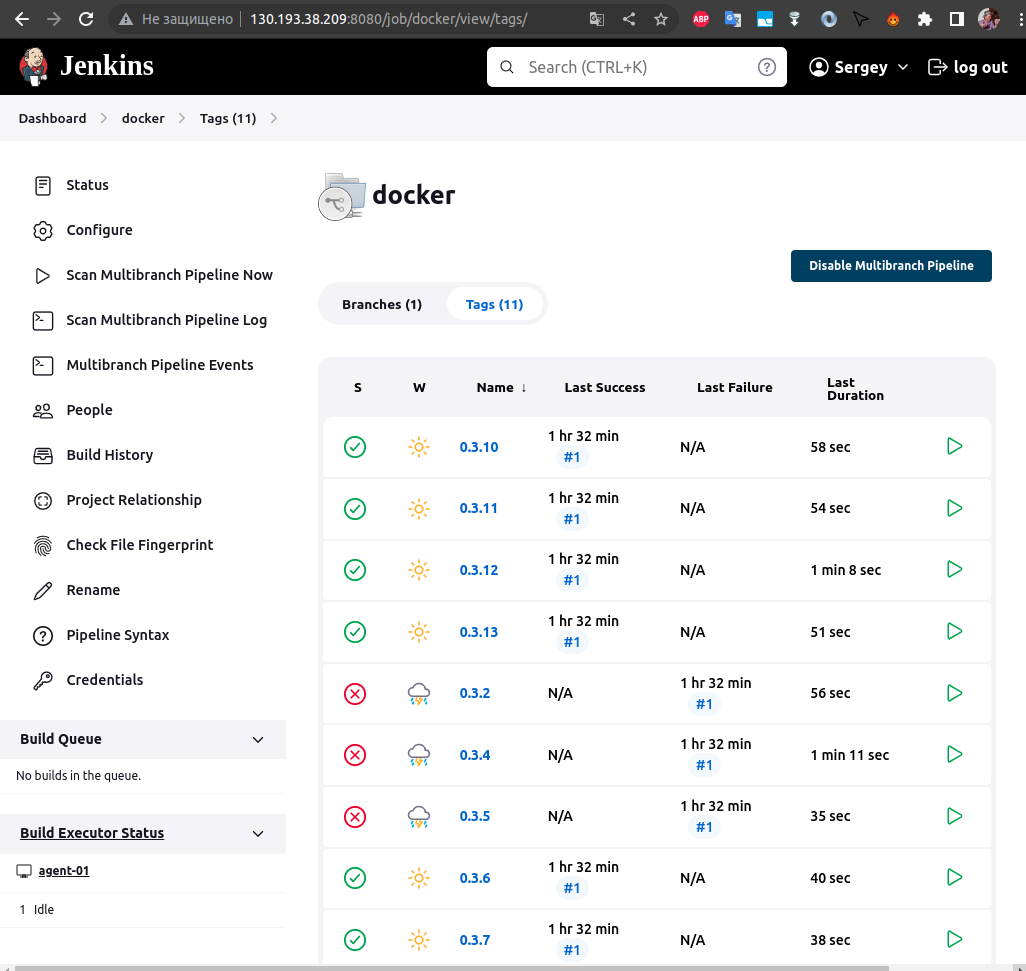 Не защищено | 130.193.38.209:8080/job/docker/view/tags/
ABP
Jenkins
Search (CTRL+K)
?
Sergey
log out
Dashboard
docker
Tags (11)
Status
Configure
Scan Multibranch Pipeline Now
Scan Multibranch Pipeline Log
Multibranch Pipeline Events
People
Build History
Project Relationship
Check File Fingerprint
Rename
Pipeline Syntax
Credentials
Build Queue
No builds in the queue.
Build Executor Status
agent-01
1 Idle
docker
Disable Multibranch Pipeline
Branches (1)
Tags (11)
S W Name ↓ Last Success Last Failure Last Duration
0.3.10 1 hr 32 min #1 N/A 58 sec
0.3.11 1 hr 32 min #1 N/A 54 sec
0.3.12 1 hr 32 min #1 N/A 1 min 8 sec
0.3.13 1 hr 32 min #1 N/A 51 sec
0.3.2 N/A 1 hr 32 min #1 56 sec
0.3.4 N/A 1 hr 32 min #1 1 min 11 sec
0.3.5 N/A 1 hr 32 min #1 35 sec
0.3.6 1 hr 32 min #1 N/A 40 sec
0.3.7 1 hr 32 min #1 N/A 38 sec